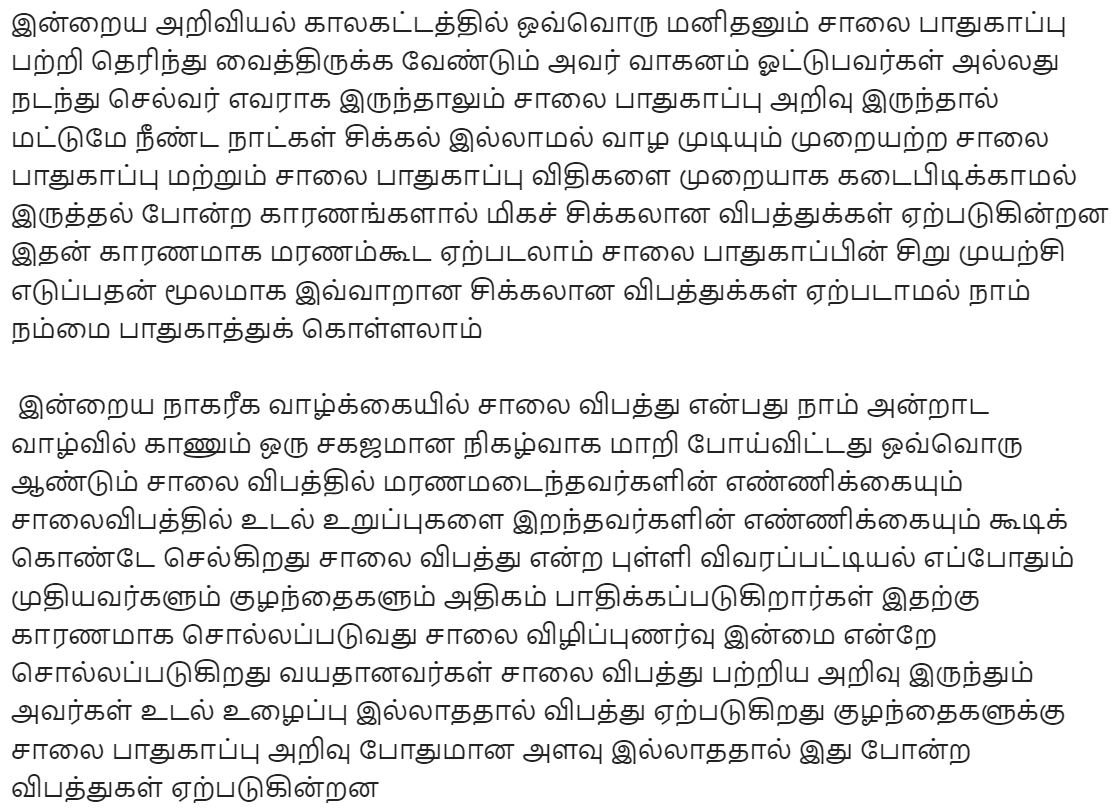 இன்றைய அறிவியல் காலகட்டத்தில் ஒவ்வொரு மனிதனும் சாலை பாதுகாப்பு
பற்றி தெரிந்து வைத்திருக்க வேண்டும் அவர் வாகனம் ஓட்டுபவர்கள் அல்லது
நடந்து செல்வர் எவராக இருந்தாலும் சாலை பாதுகாப்பு அறிவு இருந்தால்
மட்டுமே நீண்ட நாட்கள் சிக்கல் இல்லாமல் வாழ முடியும் முறையற்ற சாலை
பாதுகாப்பு மற்றும் சாலை பாதுகாப்பு விதிகளை முறையாக கடைபிடிக்காமல்
இருத்தல் போன்ற காரணங்களால் மிகச் சிக்கலான விபத்துக்கள் ஏற்படுகின்றன
இதன் காரணமாக மரணம்கூட ஏற்படலாம் சாலை பாதுகாப்பின் சிறு முயற்சி
எடுப்பதன் மூலமாக இவ்வாறான சிக்கலான விபத்துக்கள் ஏற்படாமல் நாம்
நம்மை பாதுகாத்துக் கொள்ளலாம்
இன்றைய நாகரீக வாழ்க்கையில் சாலை விபத்து என்பது நாம் அன்றாட
வாழ்வில் காணும் ஒரு சகஜமான நிகழ்வாக மாறி போய்விட்டது ஒவ்வொரு
ஆண்டும் சாலை விபத்தில் மரணமடைந்தவர்களின் எண்ணிக்கையும்
சாலைவிபத்தில் உடல் உறுப்புகளை இறந்தவர்களின் எண்ணிக்கையும் கூடிக்
கொண்டே செல்கிறது சாலை விபத்து என்ற புள்ளி விவரப்பட்டியல் எப்போதும்
முதியவர்களும் குழந்தைகளும் அதிகம் பாதிக்கப்படுகிறார்கள் இதற்கு
காரணமாக சொல்லப்படுவது சாலை விழிப்புணர்வு இன்மை என்றே
சொல்லப்படுகிறது வயதானவர்கள் சாலை விபத்து பற்றிய அறிவு இருந்தும்
அவர்கள் உடல் உழைப்பு இல்லாததால் விபத்து ஏற்படுகிறது குழந்தைகளுக்கு
சாலை பாதுகாப்பு அறிவு போதுமான அளவு இல்லாததால் இது போன்ற
விபத்துகள் ஏற்படுகின்றன